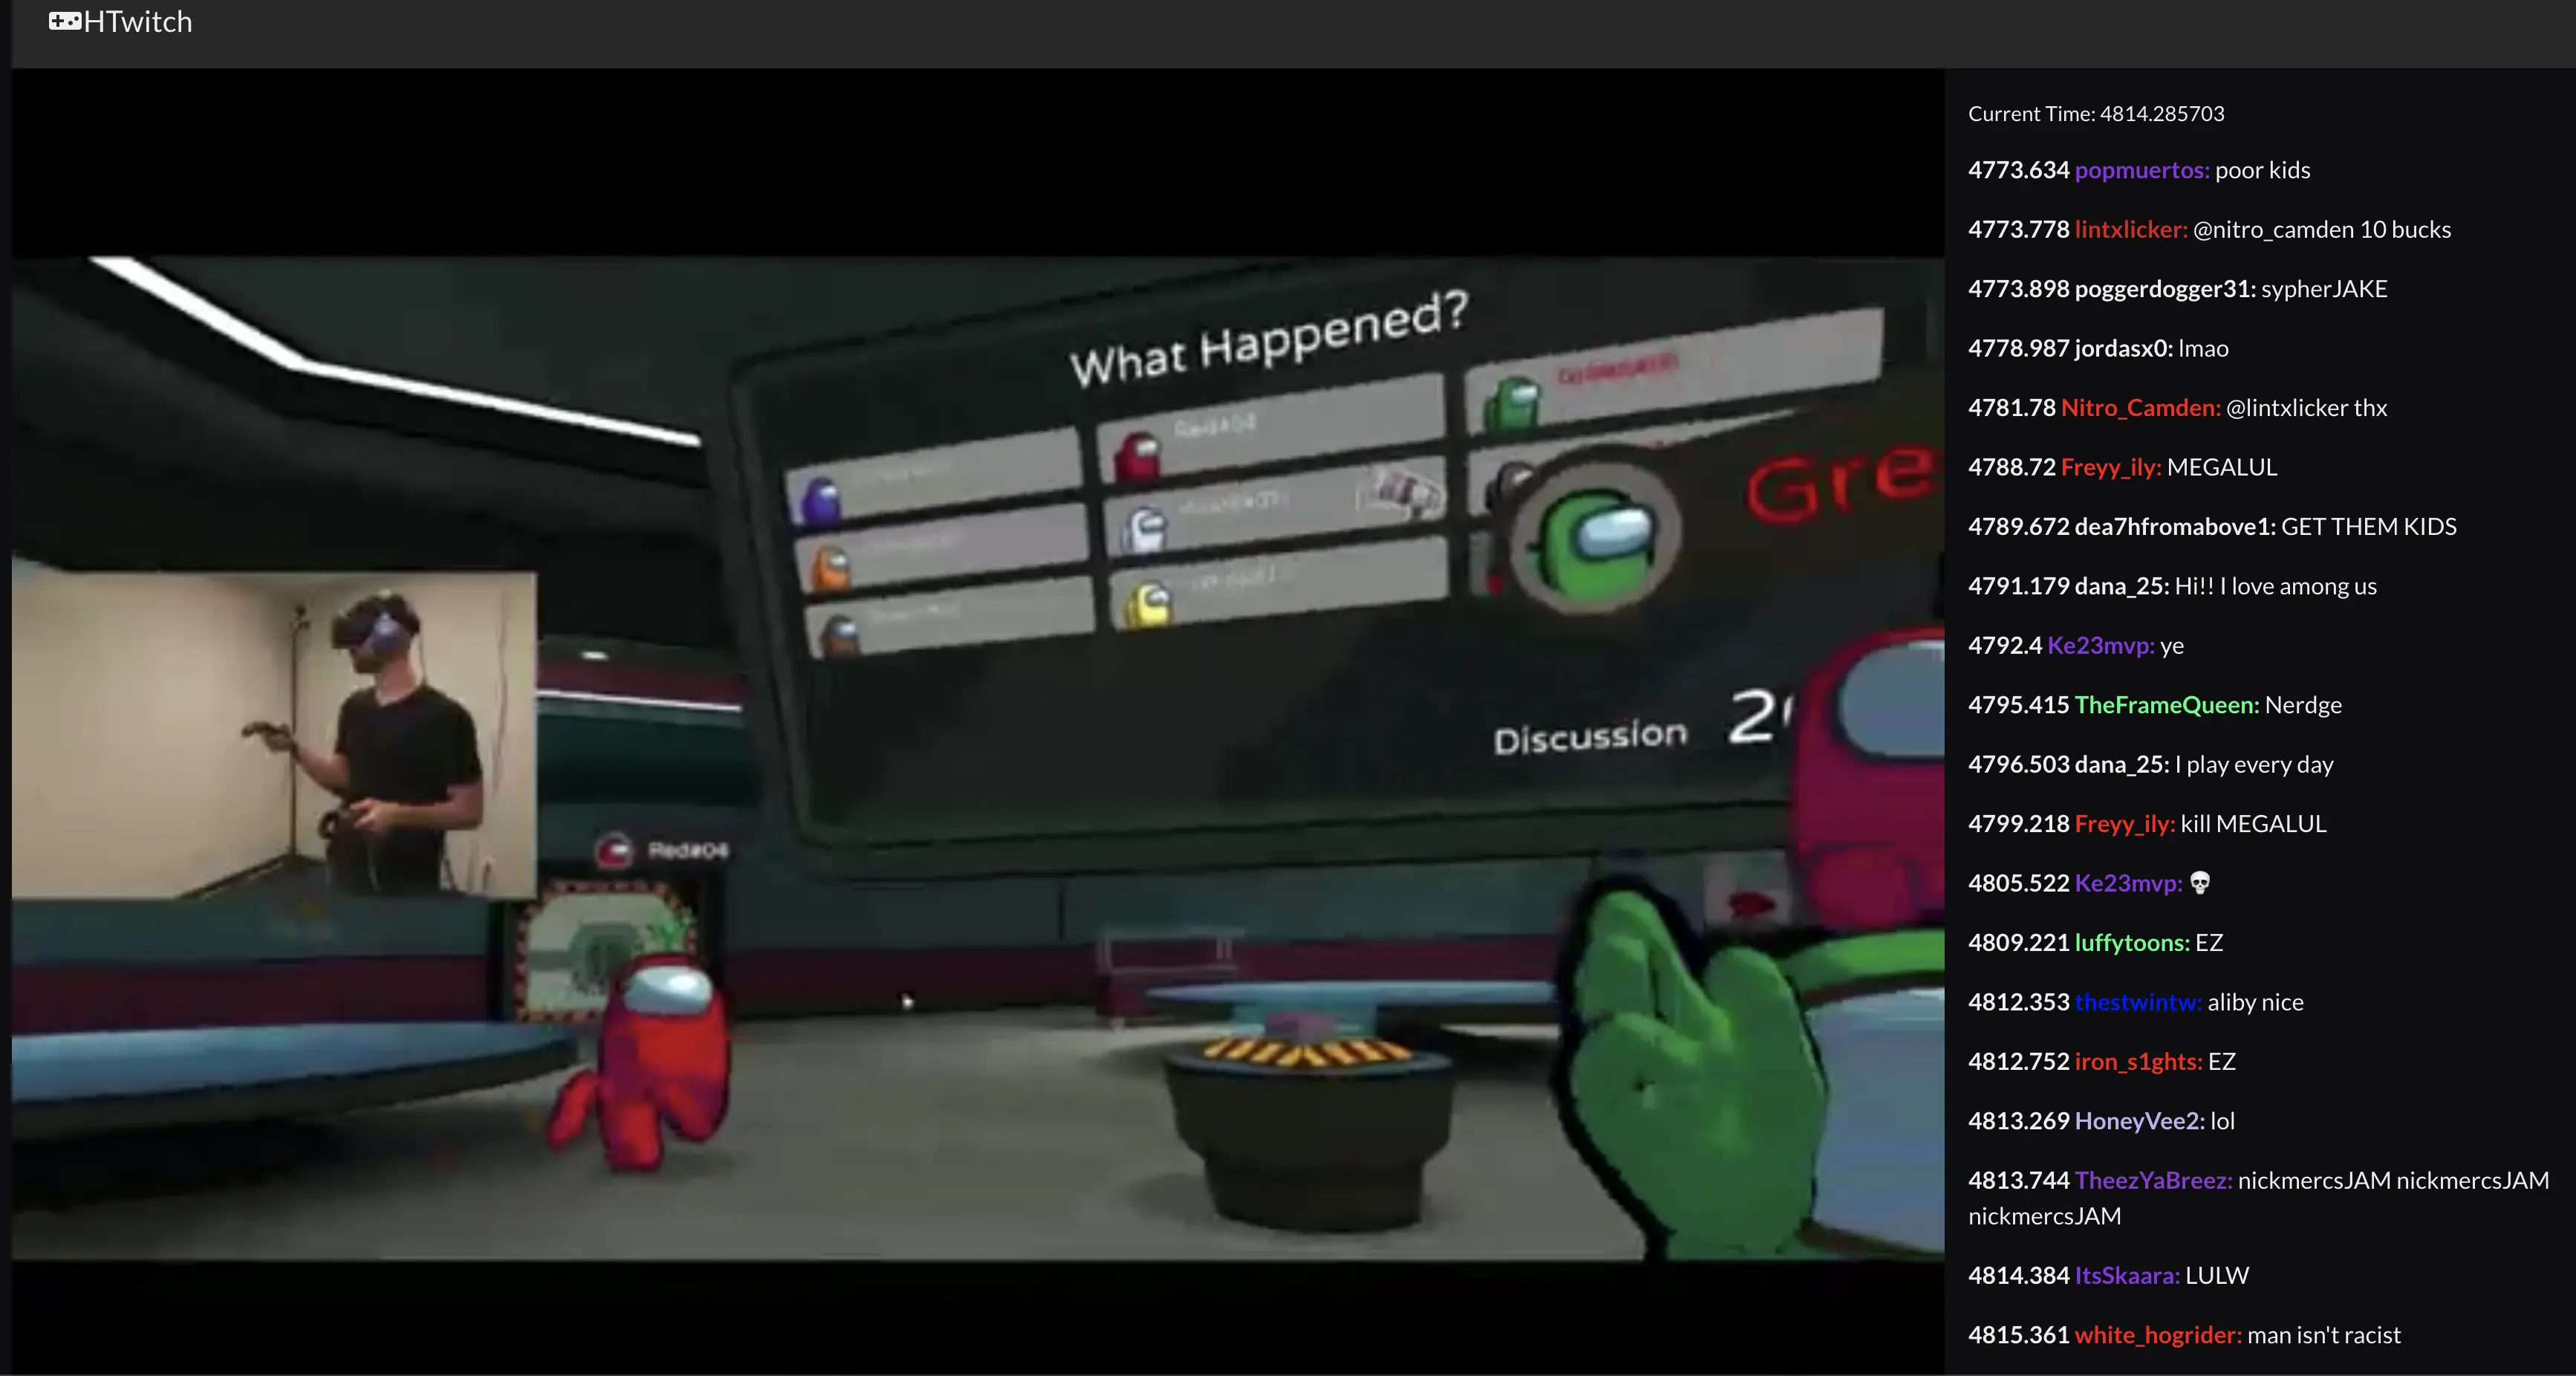 HTwitch
What Happened?
Red#04
Gre
Discussion 2
Red#04
Current Time: 4814.285703
4773.634 popmuertos: poor kids
4773.778 lintxlicker: @nitro_camden 10 bucks
4773.898 poggerdogger31: sypherJAKE
4778.987 jordasx0: lmao
4781.78 Nitro_Camden: @lintxlicker thx
4788.72 Freyy_ily: MEGALUL
4789.672 dea7hfromabove1: GET THEM KIDS
4791.179 dana_25: Hi!! I love among us
4792.4 Ke23mvp: ye
4795.415 TheFrameQueen: Nerdge
4796.503 dana_25: I play every day
4799.218 Freyy_ily: kill MEGALUL
4805.522 Ke23mvp: 💀
4809.221 luffytoons: EZ
4812.353 thestwintw: aliby nice
4812.752 iron_s1ghts: EZ
4813.269 HoneyVee2: lol
4813.744 TheezYaBreez: nickmercsJAM nickmercsJAM
nickmercsJAM
4814.384 ItsSkaara: LULW
4815.361 white_hogrider: man isn't racist